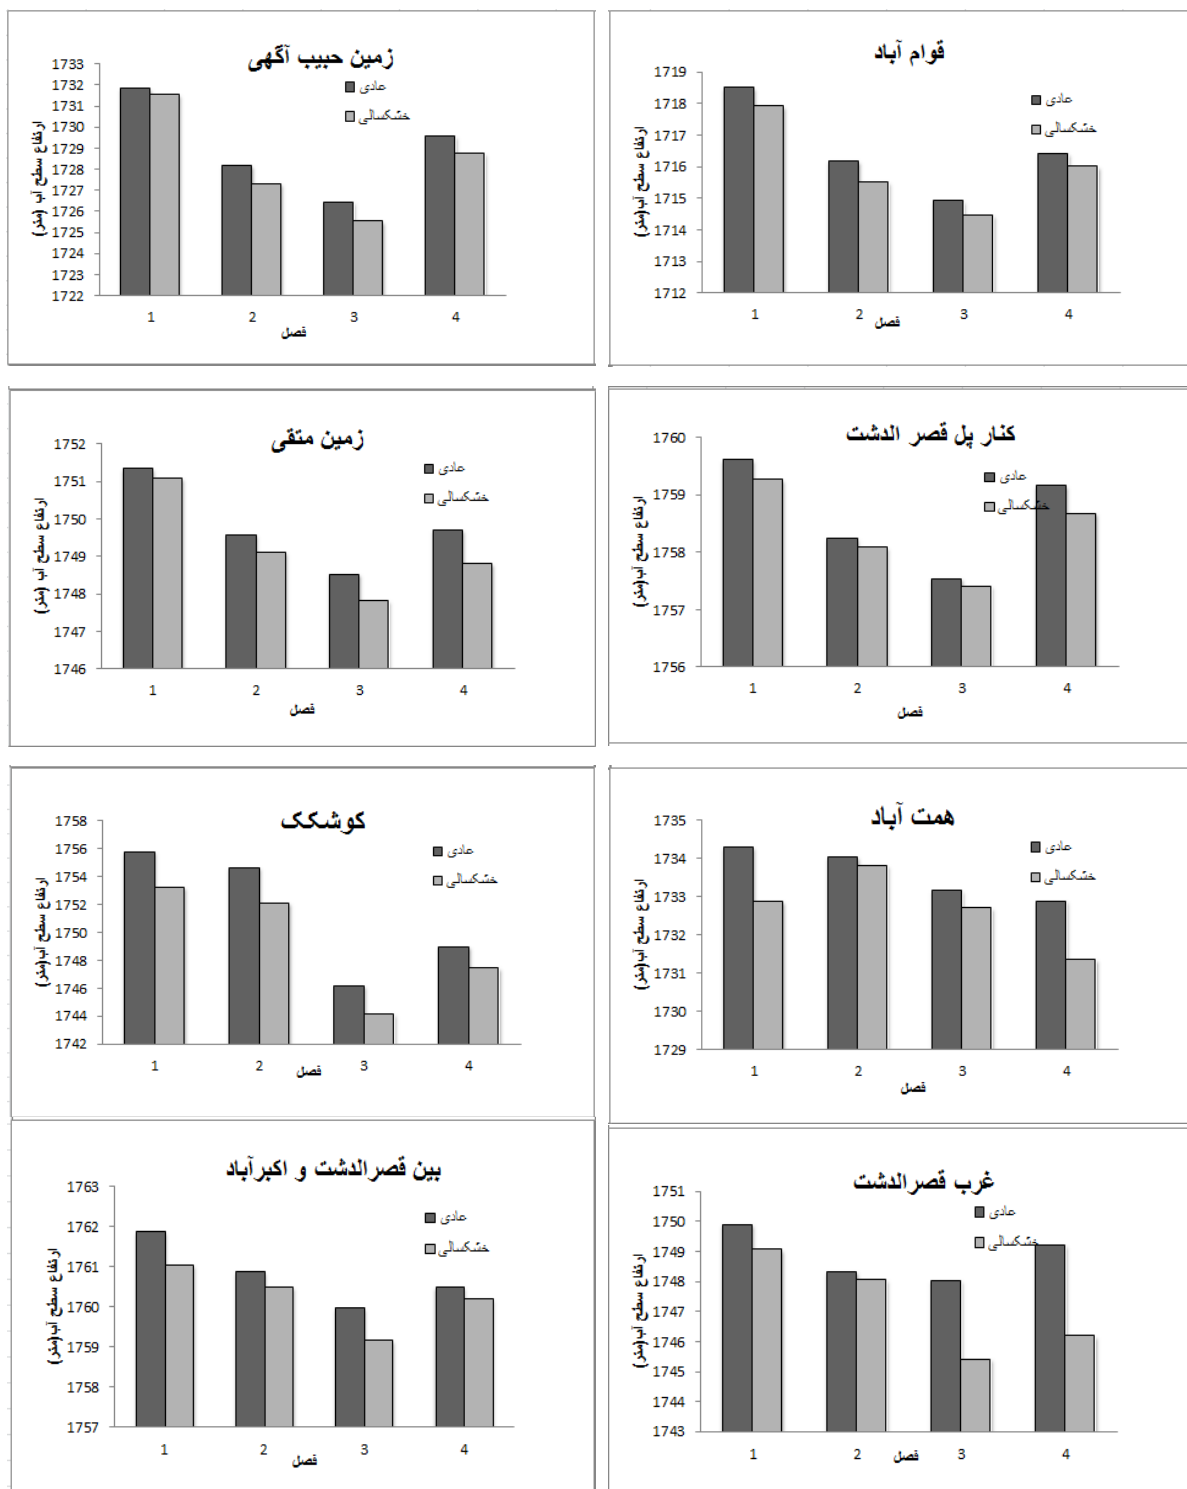 زمین حبیب آگهی
ارتفاع سطح آب (متر)
1733
1732
1731
1730
1729
1728
1727
1726
1725
1724
1723
1722
عادی
خشکسالی
1 2 3 4
فصل
قوام آباد
ارتفاع سطح آب(متر)
1719
1718
1717
1716
1715
1714
1713
1712
عادی
خشکسالی
1 2 3 4
فصل
زمین متقی
ارتفاع سطح آب (متر)
1752
1751
1750
1749
1748
1747
1746
عادی
خشکسالی
1 2 3 4
فصل
کنار پل قصر الدشت
ارتفاع سطح آب(متر)
1760
1759
1758
1757
1756
عادی
خشکسالی
1 2 3 4
فصل
کوشکک
ارتفاع سطح آب(متر)
1758
1756
1754
1752
1750
1748
1746
1744
1742
عادی
خشکسالی
1 2 3 4
فصل
همت آباد
ارتفاع سطح آب(متر)
1735
1734
1733
1732
1731
1730
1729
عادی
خشکسالی
1 2 3 4
فصل
بین قصرالدشت و اکبرآباد
ارتفاع سطح آب(متر)
1763
1762
1761
1760
1759
1758
1757
عادی
خشکسالی
1 2 3 4
فصل
غرب قصرالدشت
ارتفاع سطح آب(متر)
1751
1750
1749
1748
1747
1746
1745
1744
1743
عادی
خشکسالی
1 2 3 4
فصل